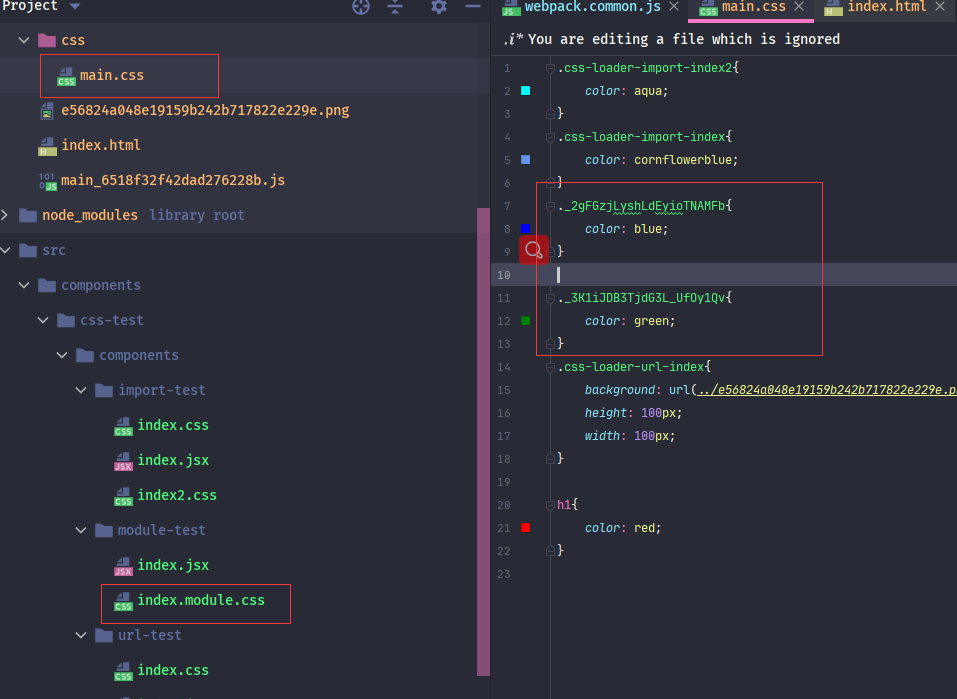 Project
css
main.css
e56824a048e19159b242b717822e229e.png
index.html
main_6518f32f42dad276228b.js
node_modules library root
src
components
css-test
components
import-test
index.css
index.jsx
index2.css
module-test
index.jsx
index.module.css
url-test
index.css
webpack.common.js
main.css
index.html
.i* You are editing a file which is ignored
1 .css-loader-import-index2{
2 color: aqua;
3 }
4 .css-loader-import-index{
5 color: cornflowerblue;
6 }
7 ._2gFGzjLyshLdEyioTNAMFb{
8 color: blue;
9 }
10
11 ._3K1iJDB3TjdG3L_UfOy1Qv{
12 color: green;
13 }
14 .css-loader-url-index{
15 background: url(../e56824a048e19159b242b717822e229e.p
16 height: 100px;
17 width: 100px;
18 }
19
20 h1{
21 color: red;
22 }
23